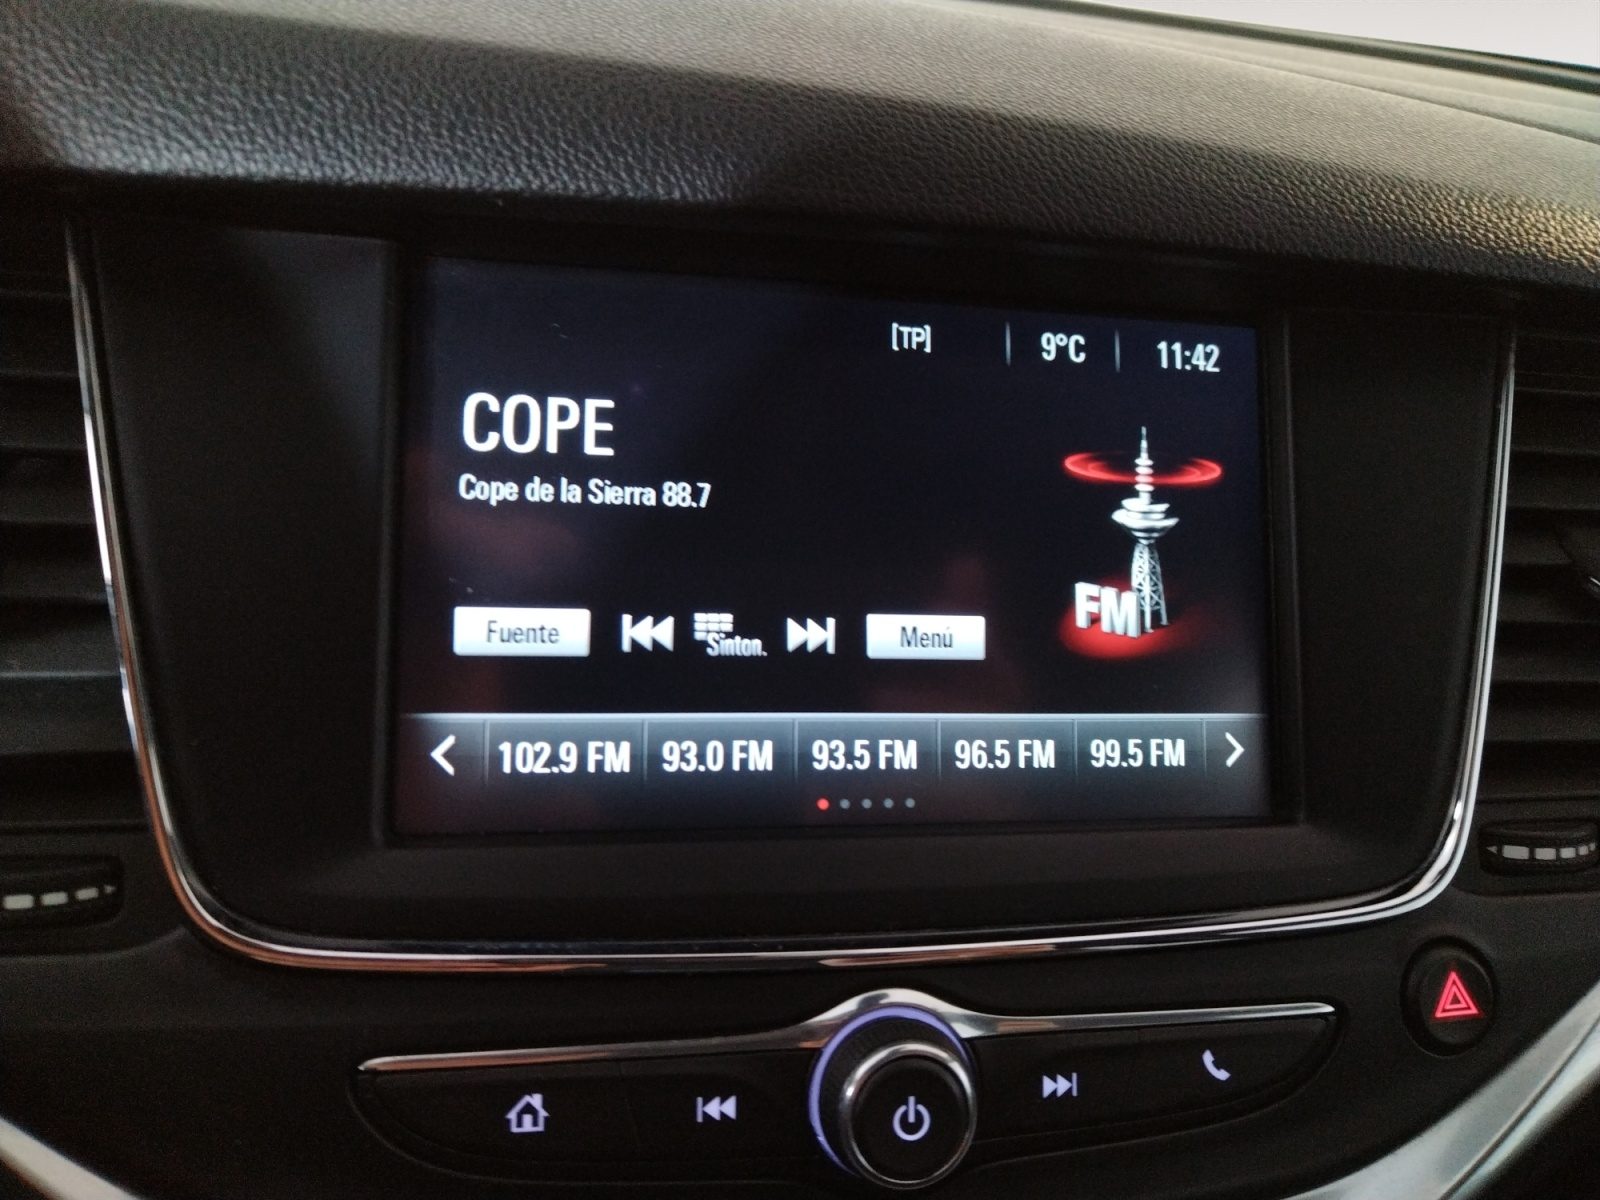 [TP] 9°C 11:42
COPE
Cope de la Sierra 88.7
FM
Fuente Sinton. Menú
102.9 FM 93.0 FM 93.5 FM 96.5 FM 99.5 FM